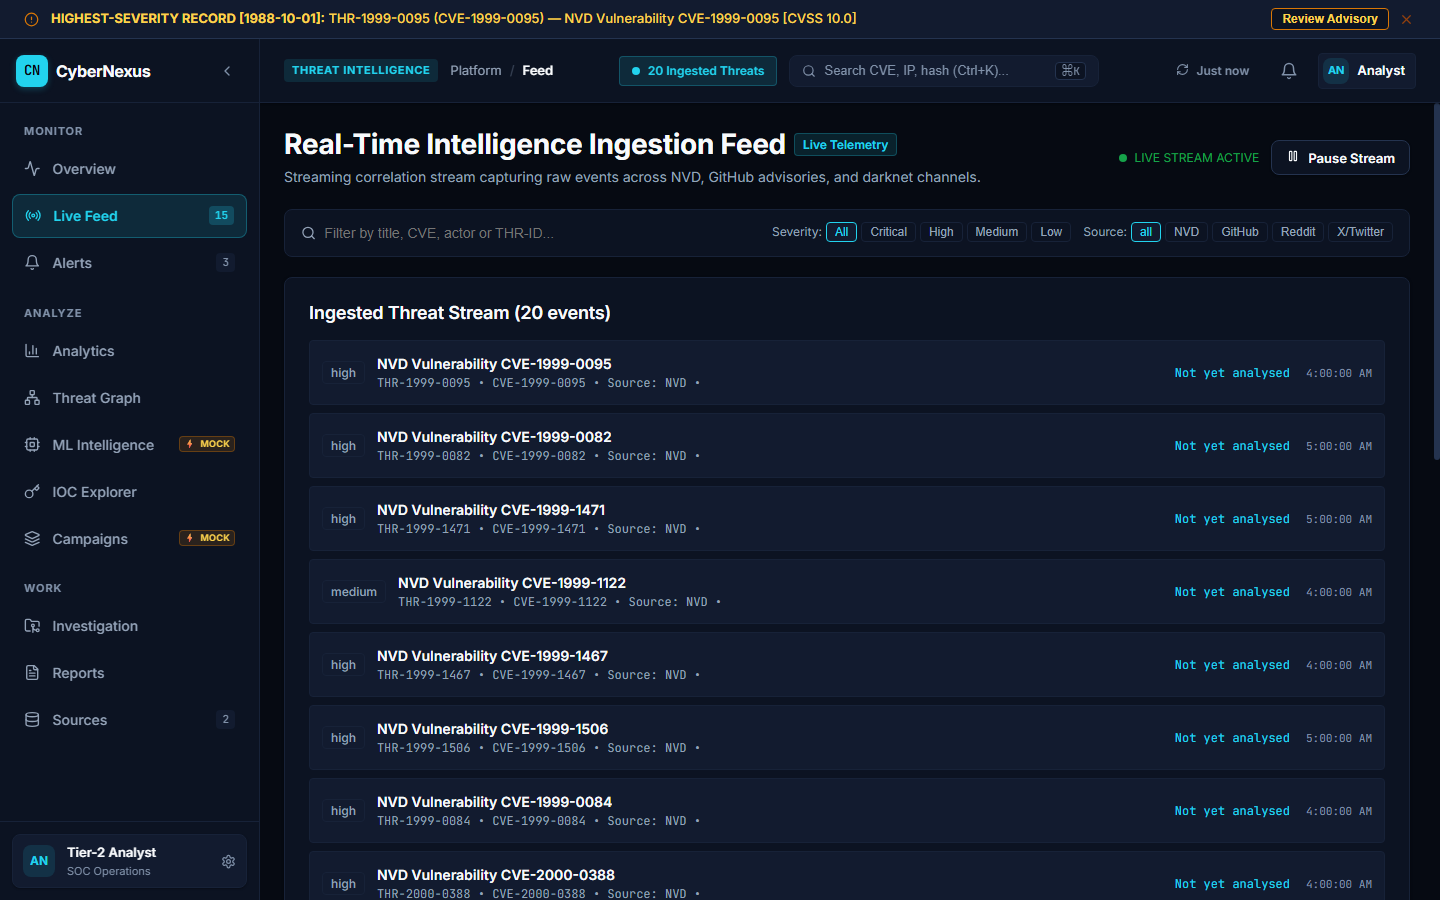 HIGHEST-SEVERITY RECORD [1988-10-01]: THR-1999-0095 (CVE-1999-0095) — NVD Vulnerability CVE-1999-0095 [CVSS 10.0]
Review Advisory
CN CyberNexus
THREAT INTELLIGENCE Platform / Feed
20 Ingested Threats
Search CVE, IP, hash (Ctrl+K)... ⌘K
Just now
AN Analyst
MONITOR
Overview
Live Feed 15
Alerts 3
ANALYZE
Analytics
Threat Graph
ML Intelligence MOCK
IOC Explorer
Campaigns MOCK
WORK
Investigation
Reports
Sources 2
AN Tier-2 Analyst
SOC Operations
Real-Time Intelligence Ingestion Feed Live Telemetry
Streaming correlation stream capturing raw events across NVD, GitHub advisories, and darknet channels.
LIVE STREAM ACTIVE Pause Stream
Filter by title, CVE, actor or THR-ID...
Severity: All Critical High Medium Low Source: all NVD GitHub Reddit X/Twitter
Ingested Threat Stream (20 events)
high NVD Vulnerability CVE-1999-0095
THR-1999-0095 • CVE-1999-0095 • Source: NVD •
Not yet analysed 4:00:00 AM
high NVD Vulnerability CVE-1999-0082
THR-1999-0082 • CVE-1999-0082 • Source: NVD •
Not yet analysed 5:00:00 AM
high NVD Vulnerability CVE-1999-1471
THR-1999-1471 • CVE-1999-1471 • Source: NVD •
Not yet analysed 5:00:00 AM
medium NVD Vulnerability CVE-1999-1122
THR-1999-1122 • CVE-1999-1122 • Source: NVD •
Not yet analysed 4:00:00 AM
high NVD Vulnerability CVE-1999-1467
THR-1999-1467 • CVE-1999-1467 • Source: NVD •
Not yet analysed 4:00:00 AM
high NVD Vulnerability CVE-1999-1506
THR-1999-1506 • CVE-1999-1506 • Source: NVD •
Not yet analysed 5:00:00 AM
high NVD Vulnerability CVE-1999-0084
THR-1999-0084 • CVE-1999-0084 • Source: NVD •
Not yet analysed 4:00:00 AM
high NVD Vulnerability CVE-2000-0388
THR-2000-0388 • CVE-2000-0388 • Source: NVD •
Not yet analysed 4:00:00 AM